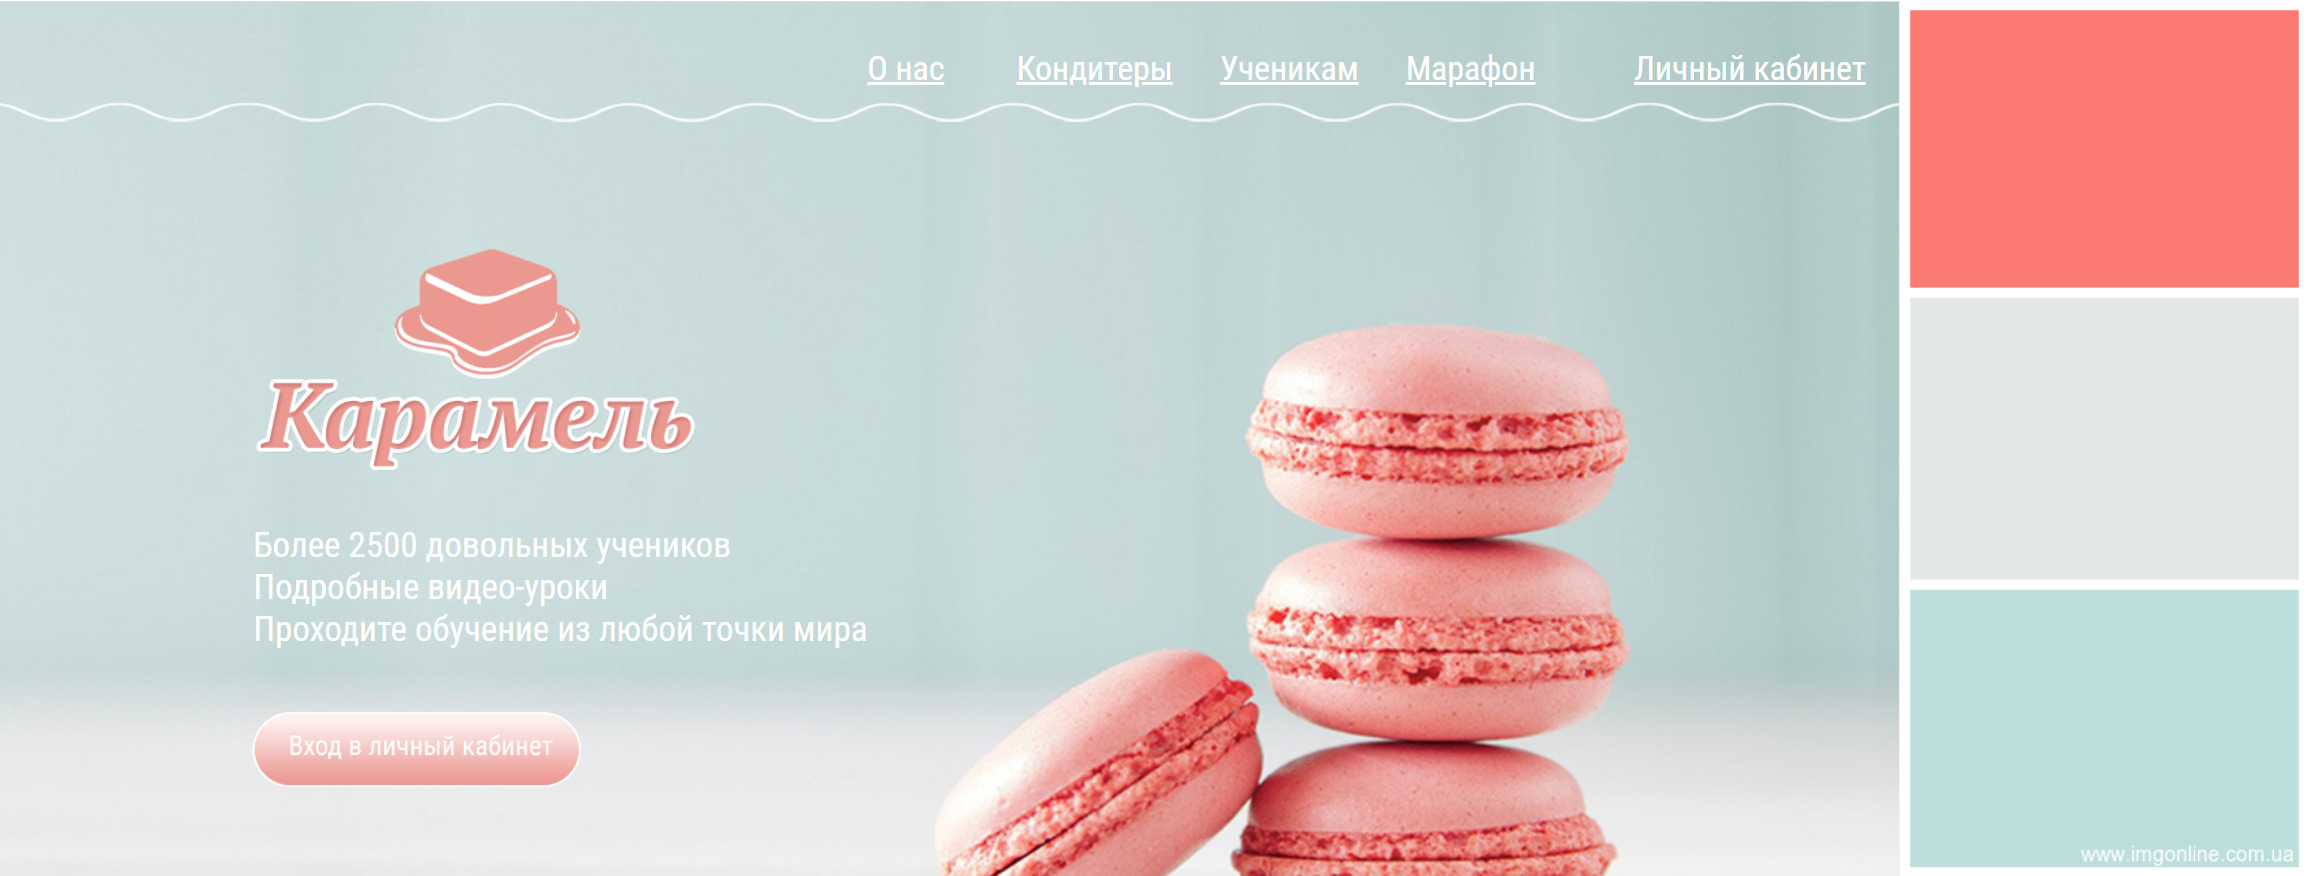 О нас Кондитеры Ученикам Марафон Личный кабинет
Карамель
Более 2500 довольных учеников
Подробные видео-уроки
Проходите обучение из любой точки мира
Вход в личный кабинет
www.imgonline.com.ua